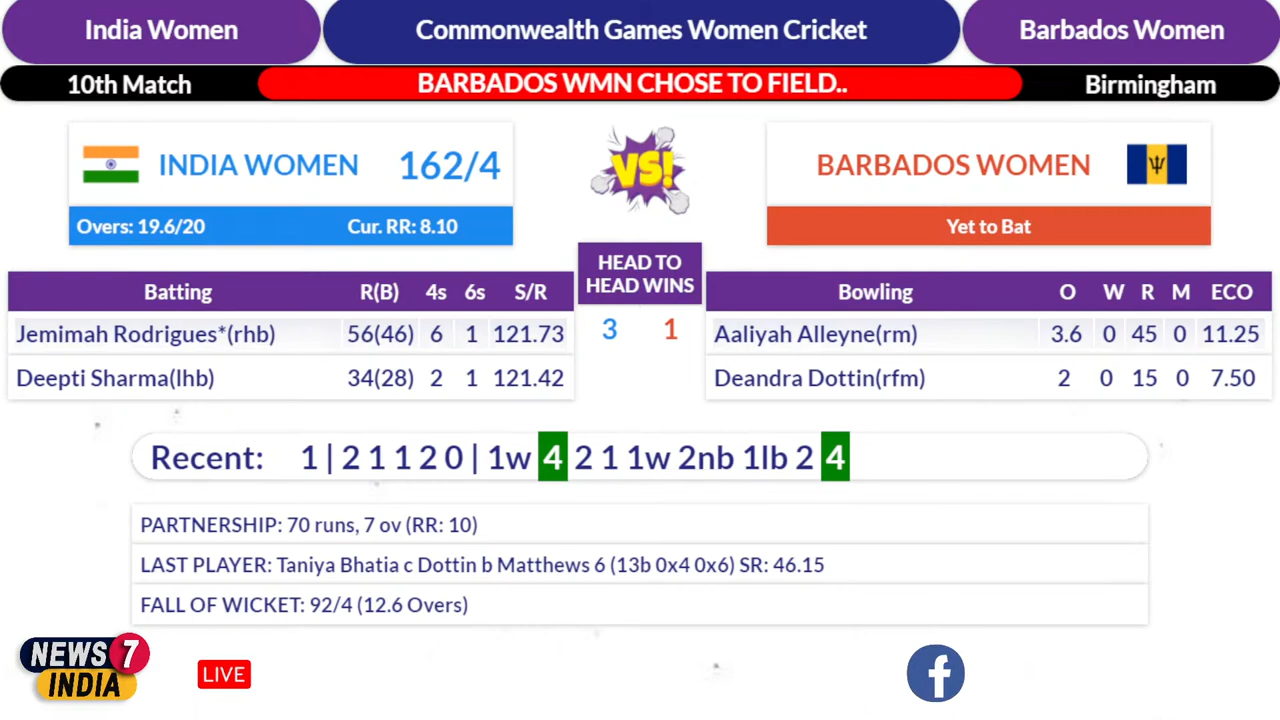 India Women Commonwealth Games Women Cricket Barbados Women
10th Match BARBADOS WMN CHOSE TO FIELD.. Birmingham
INDIA WOMEN 162/4 VS! BARBADOS WOMEN
Overs: 19.6/20 Cur. RR: 8.10 Yet to Bat
HEAD TO
HEAD WINS
3 1
Batting R(B) 4s 6s S/R
Jemimah Rodrigues*(rhb) 56(46) 6 1 121.73
Deepti Sharma(lhb) 34(28) 2 1 121.42
Bowling O W R M ECO
Aaliyah Alleyne(rm) 3.6 0 45 0 11.25
Deandra Dottin(rfm) 2 0 15 0 7.50
Recent: 1 | 2 1 1 2 0 | 1w 4 2 1 1w 2nb 1lb 2 4
PARTNERSHIP: 70 runs, 7 ov (RR: 10)
LAST PLAYER: Taniya Bhatia c Dottin b Matthews 6 (13b 0x4 0x6) SR: 46.15
FALL OF WICKET: 92/4 (12.6 Overs)
NEWS 7
INDIA
LIVE
f